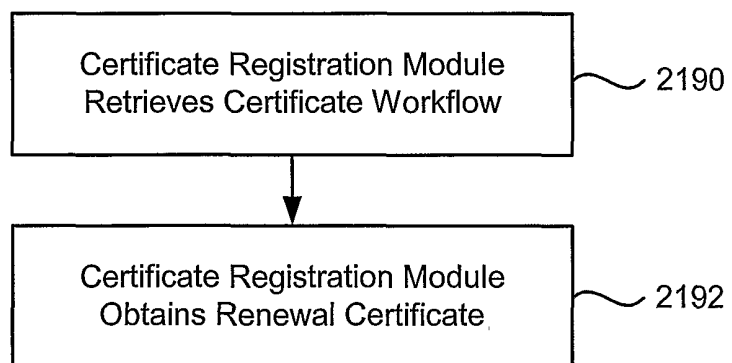 Certificate Registration Module
Retrieves Certificate Workflow
2190
Certificate Registration Module
Obtains Renewal Certificate
2192